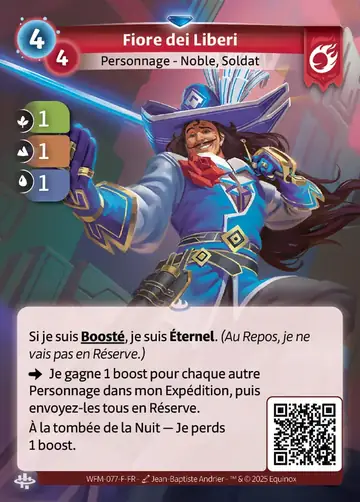 4
Fiore dei Liberi
4
Personnage - Noble, Soldat
1
1
1
Si je suis Boosté, je suis Éternel. (Au Repos, je ne
vais pas en Réserve.)
Je gagne 1 boost pour chaque autre
Personnage dans mon Expédition, puis
envoyez-les tous en Réserve.
À la tombée de la Nuit — Je perds
1 boost.
WFM-077-F-FR - Jean-Baptiste Andrier - ™ & © 2025 Equinox